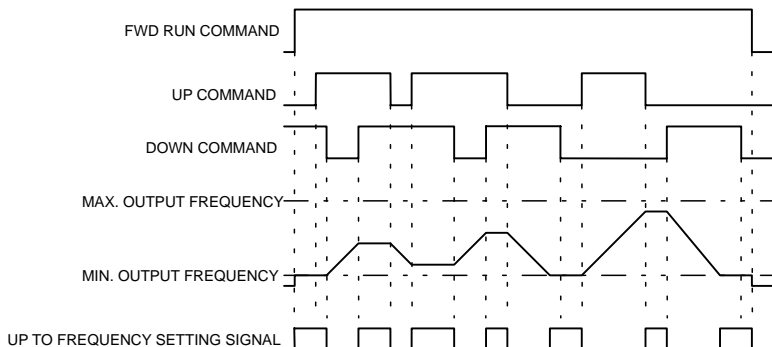 FWD RUN COMMAND
UP COMMAND
DOWN COMMAND
MAX. OUTPUT FREQUENCY
MIN. OUTPUT FREQUENCY
UP TO FREQUENCY SETTING SIGNAL